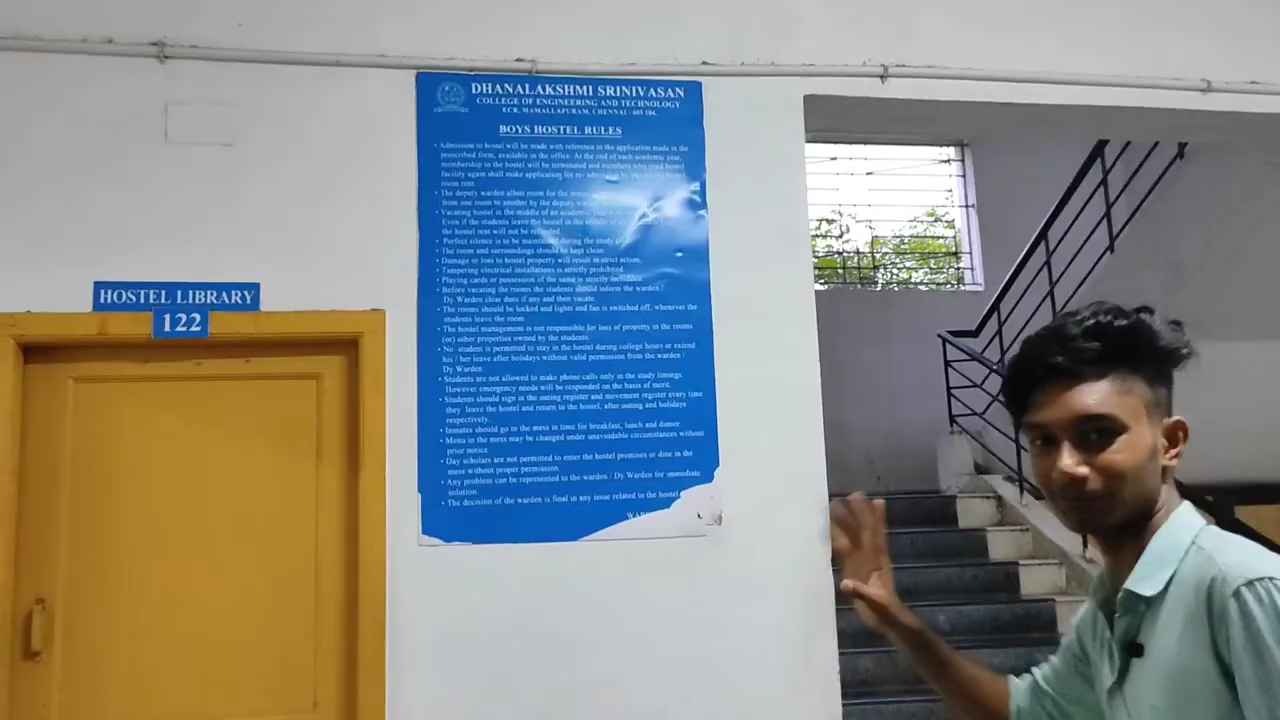 HOSTEL LIBRARY
122
DHANALAKSHMI SRINIVASAN
COLLEGE OF ENGINEERING AND TECHNOLOGY
ECR, MAMALLAPURAM, CHENNAI - 603 104.
BOYS HOSTEL RULES
• Admission to hostel will be made with reference to the application made in the
prescribed form, available in the office. At the end of each academic year,
membership to the hostel will be terminated and members who need hostel
facility again shall make application for re-
room rent.
• The deputy warden allots room for the
from one room to another by the deputy
• Vacating hostel in the middle of an academic
Even if the students leave the hostel in the middle of
the hostel rent will not be refunded.
• Perfect silence is to be maintained during the study
• The room and surroundings should be kept clean.
• Damage or loss to hostel property will result in strict action.
• Tampering electrical installations is strictly prohibited.
• Playing cards or possession of the same is strictly forbidden.
• Before vacating the rooms the students should inform the warden /
Dy.Warden clear dues if any and then vacate.
• The rooms should be locked and lights and fan is switched off, whenever the
students leave the room.
• The hostel management is not responsible for loss of property in the rooms
(or) other properties owned by the students.
• No student is permitted to stay in the hostel during college hours or extend
his / her leave after holidays without valid permission from the warden /
Dy.Warden.
• Students are not allowed to make phone calls only in the study timings.
However emergency needs will be responded on the basis of merit.
• Students should sign in the outing register and movement register every time
they leave the hostel and return to the hostel, after outing and holidays
respectively.
• Inmates should go to the mess in time for breakfast, lunch and dinner.
• Menu in the mess may be changed under unavoidable circumstances without
prior notice.
• Day scholars are not permitted to enter the hostel premises or dine in the
mess without proper permission.
• Any problem can be represented to the warden / Dy.Warden for immediate
solution.
• The decision of the warden is final in any issue related to the hostel